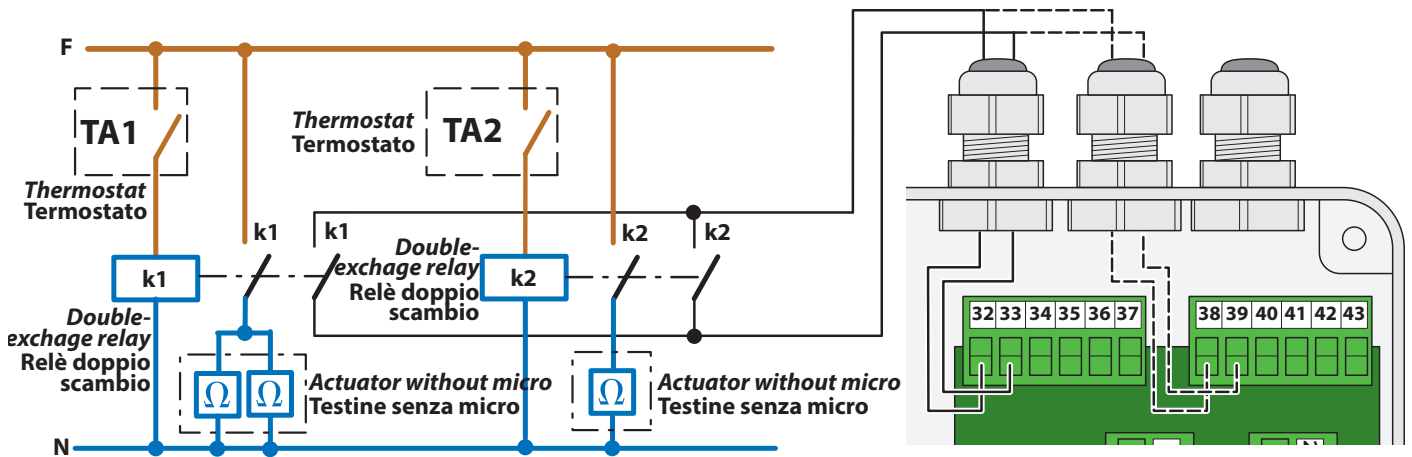 F
TA1
Thermostat
Termostato
TA2
Thermostat
Termostato
k1
k1
k2
k2
k1
Double-
exchage relay
Relè doppio
scambio
k2
Double-
exchage relay
Relè doppio
scambio
Ω
Ω
Actuator without micro
Testine senza micro
Ω
Actuator without micro
Testine senza micro
N
32 33 34 35 36 37
38 39 40 41 42 43